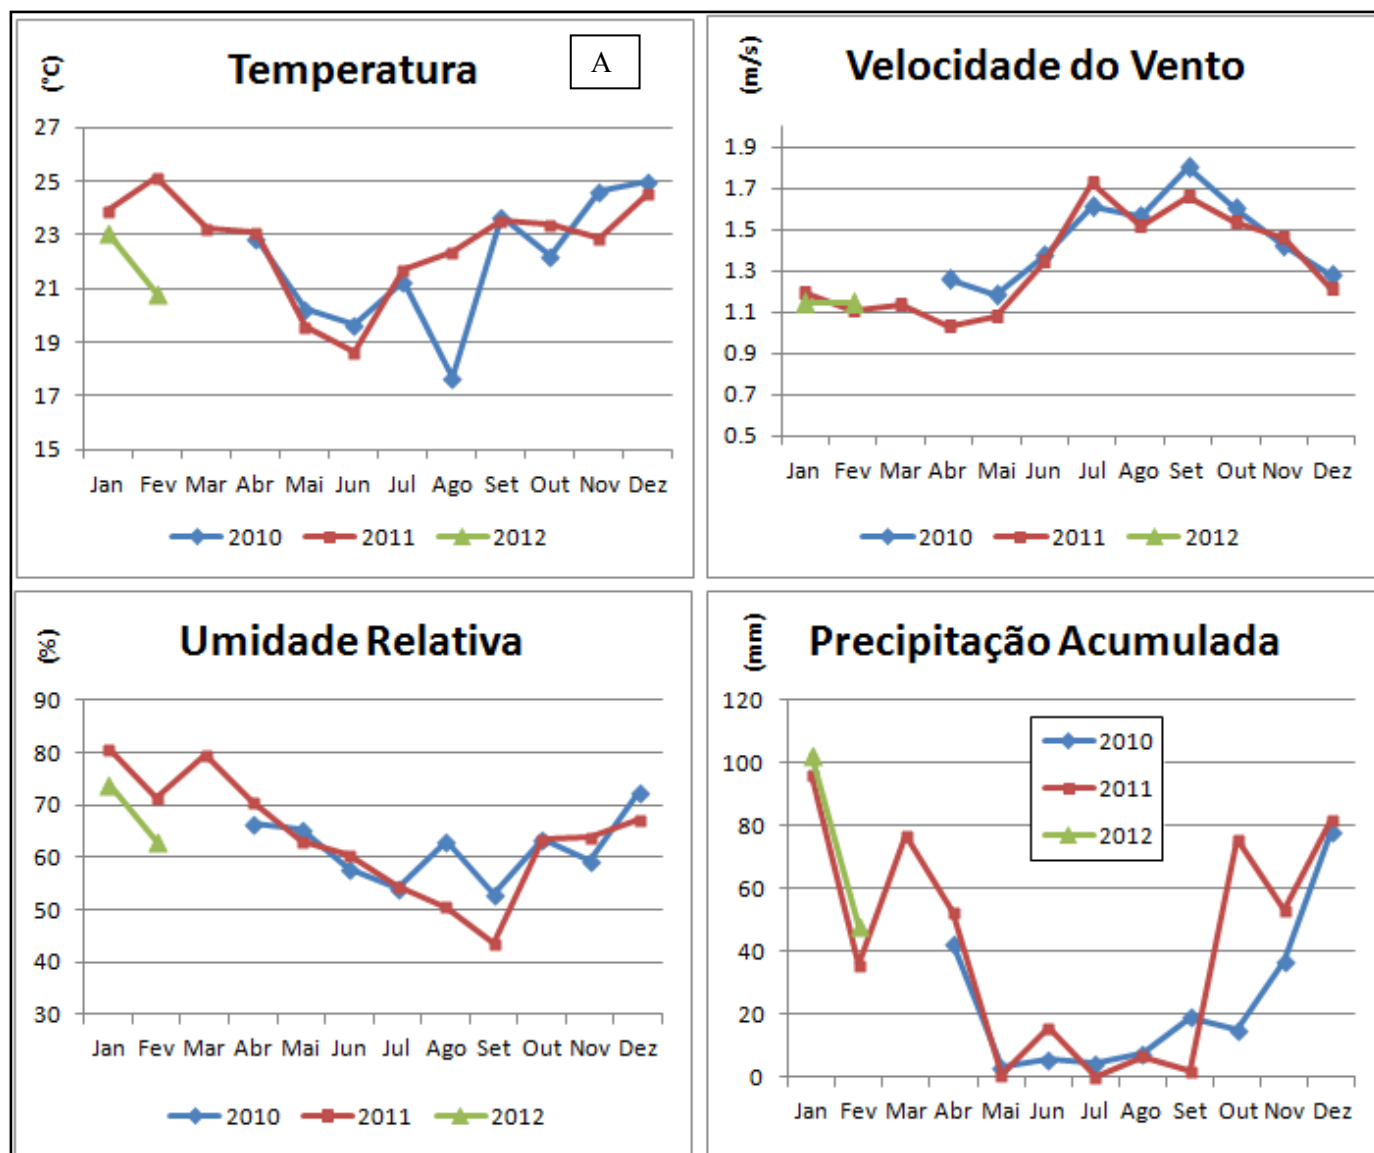 (°C)
Temperatura
A
27
25
23
21
19
17
15
Jan Fev Mar Abr Mai Jun Jul Ago Set Out Nov Dez
2010 2011 2012
(m/s)
Velocidade do Vento
1.9
1.7
1.5
1.3
1.1
0.9
0.7
0.5
Jan Fev Mar Abr Mai Jun Jul Ago Set Out Nov Dez
2010 2011 2012
(%)
Umidade Relativa
90
80
70
60
50
40
30
Jan Fev Mar Abr Mai Jun Jul Ago Set Out Nov Dez
2010 2011 2012
(mm)
Precipitação Acumulada
120
100
80
60
40
20
0
2010
2011
2012
Jan Fev Mar Abr Mai Jun Jul Ago Set Out Nov Dez